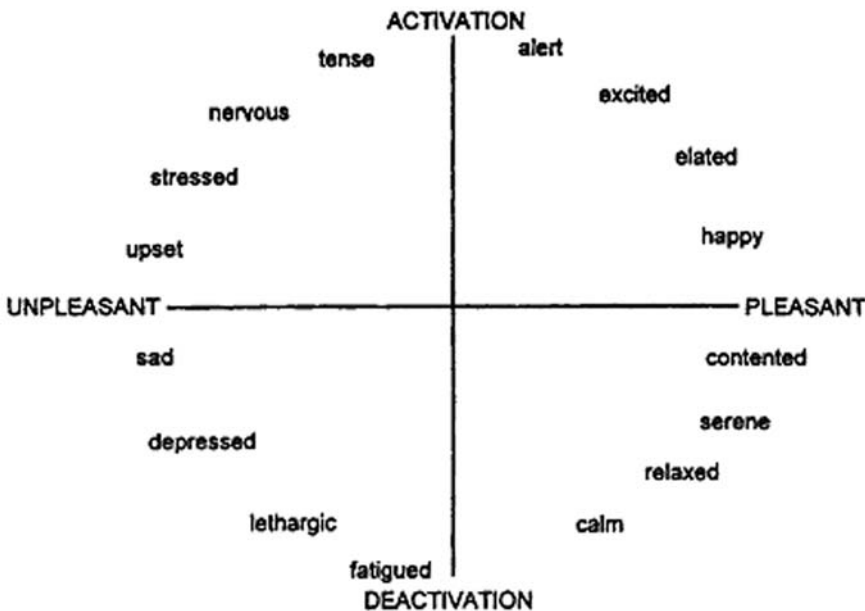 ACTIVATION
tense
alert
excited
nervous
elated
stressed
happy
upset
UNPLEASANT
PLEASANT
sad
contented
serene
depressed
relaxed
lethargic
calm
fatigued
DEACTIVATION